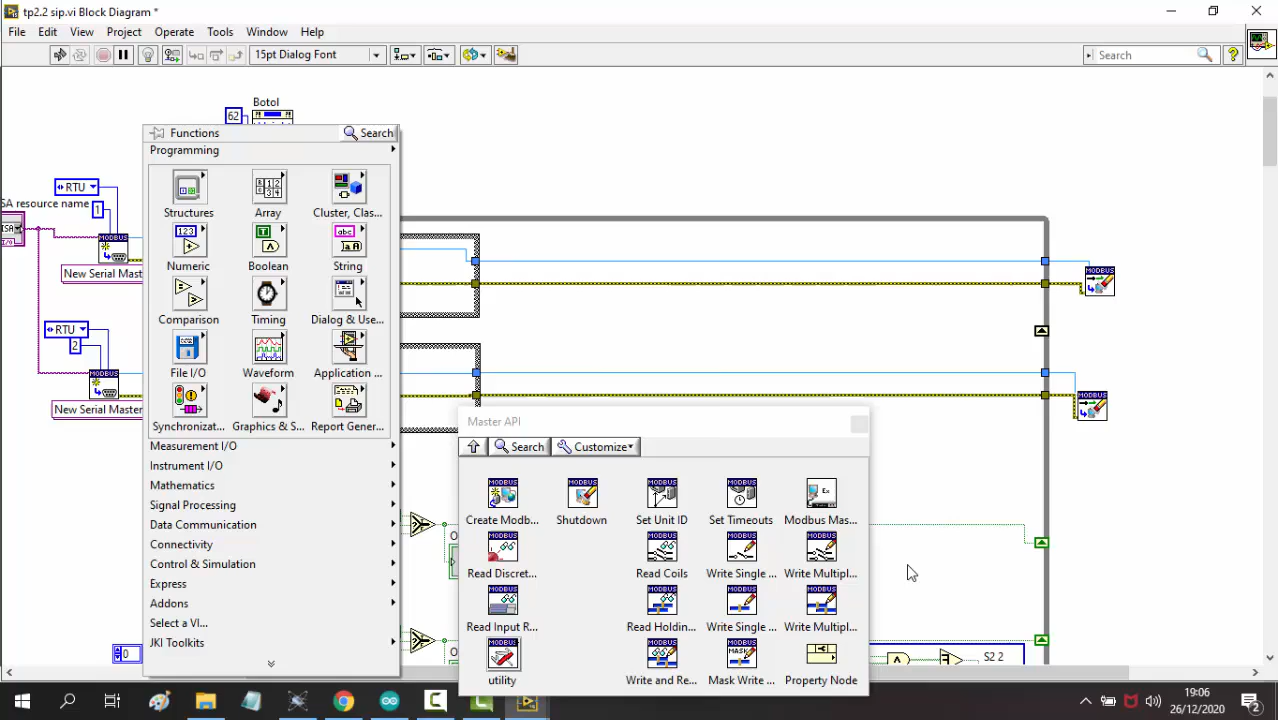 tp2.2 sip.vi Block Diagram *
File Edit View Project Operate Tools Window Help
15pt Dialog Font
Search
Botol
62
Functions
Search
Programming
Structures Array Cluster, Clas...
Numeric Boolean String
Comparison Timing Dialog & Use...
File I/O Waveform Application ...
Synchronizat... Graphics & S... Report Gener...
Measurement I/O
Instrument I/O
Mathematics
Signal Processing
Data Communication
Connectivity
Control & Simulation
Express
Addons
Select a VI...
JKI Toolkits
RTU
SA resource name
1
MODBUS
New Serial Mast
RTU
2
MODBUS
New Serial Master
MODBUS
MODBUS
Master API
Search Customize
Create Modb... Shutdown Set Unit ID Set Timeouts Modbus Mas...
Read Discret... Read Coils Write Single ... Write Multipl...
Read Input R... Read Holdin... Write Single ... Write Multipl...
utility Write and Re... Mask Write ... Property Node
S2 2
0
19:06
26/12/2020